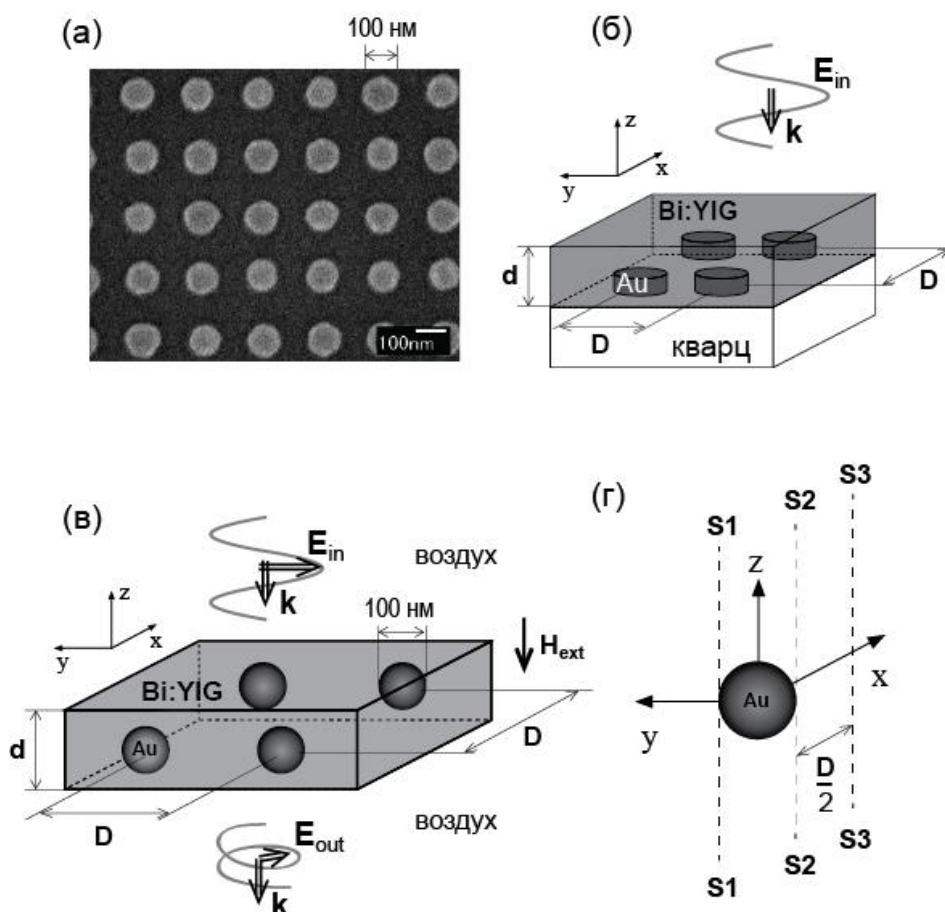 (а)
100 нм
100nm
(б)
E_in
k
z
x
y
Bi:YIG
d
Au
D
D
кварц
(в)
E_in
воздух
k
100 нм
z
x
y
H_ext
Bi:YIG
d
Au
D
D
воздух
E_out
k
(г)
S3
S2
S1
z
Au
x
y
D
2
S3
S2
S1